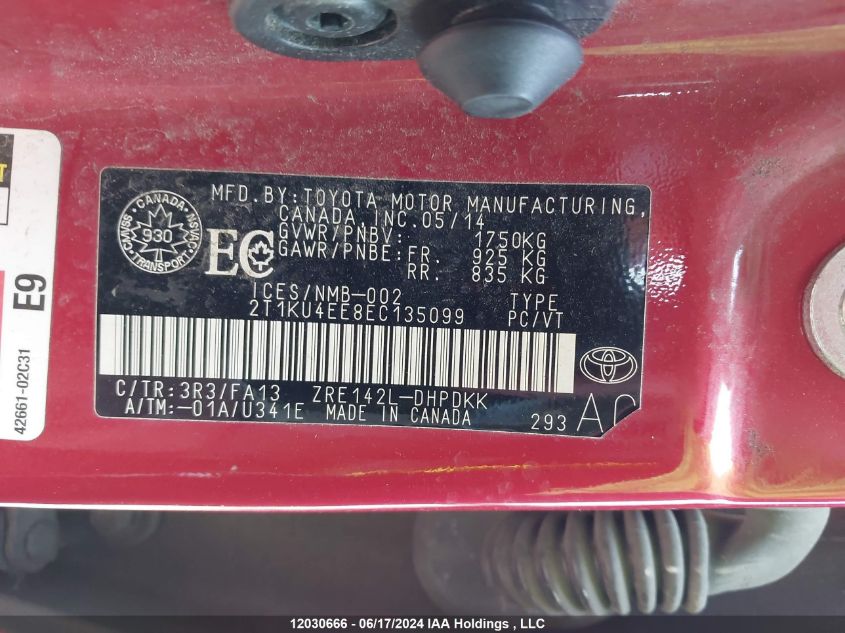 MFD.BY:TOYOTA MOTOR MANUFACTURING,
CANADA, INC.05/14
GVWR/PNBV: 1750KG
GAWR/PNBE:FR. 925 KG
RR. 835 KG
CANADA
930
TRANSPORT
EC
ICES/NMB-002 TYPE
2T1KU4EE8EC135099 PC/VT
C/TR:3R3/FA13 ZRE142L-DHPDKK
A/TM:-01A/U341E MADE IN CANADA 293
E9
42661-02C31
12030666 - 06/17/2024 IAA Holdings , LLC